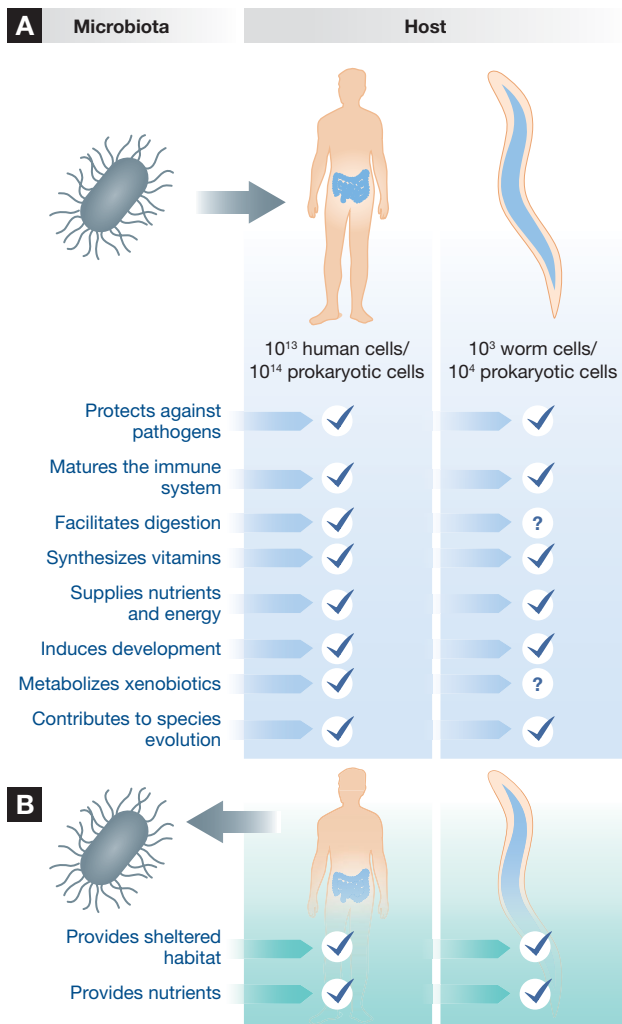 A
Microbiota
Host
10¹³ human cells/
10¹⁴ prokaryotic cells
10³ worm cells/
10⁴ prokaryotic cells
Protects against
pathogens
Matures the immune
system
Facilitates digestion
?
Synthesizes vitamins
Supplies nutrients
and energy
Induces development
Metabolizes xenobiotics
?
Contributes to species
evolution
B
Provides sheltered
habitat
Provides nutrients